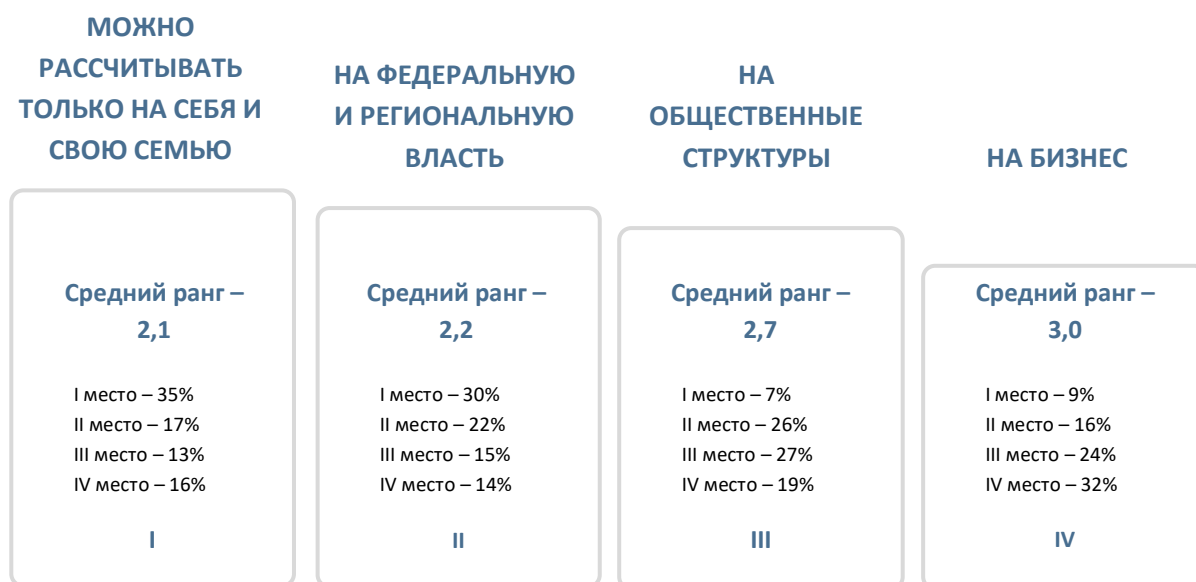 МОЖНО
РАССЧИТЫВАТЬ
ТОЛЬКО НА СЕБЯ И
СВОЮ СЕМЬЮ
Средний ранг –
2,1
I место – 35%
II место – 17%
III место – 13%
IV место – 16%
I
НА ФЕДЕРАЛЬНУЮ
И РЕГИОНАЛЬНУЮ
ВЛАСТЬ
Средний ранг –
2,2
I место – 30%
II место – 22%
III место – 15%
IV место – 14%
II
НА
ОБЩЕСТВЕННЫЕ
СТРУКТУРЫ
Средний ранг –
2,7
I место – 7%
II место – 26%
III место – 27%
IV место – 19%
III
НА БИЗНЕС
Средний ранг –
3,0
I место – 9%
II место – 16%
III место – 24%
IV место – 32%
IV